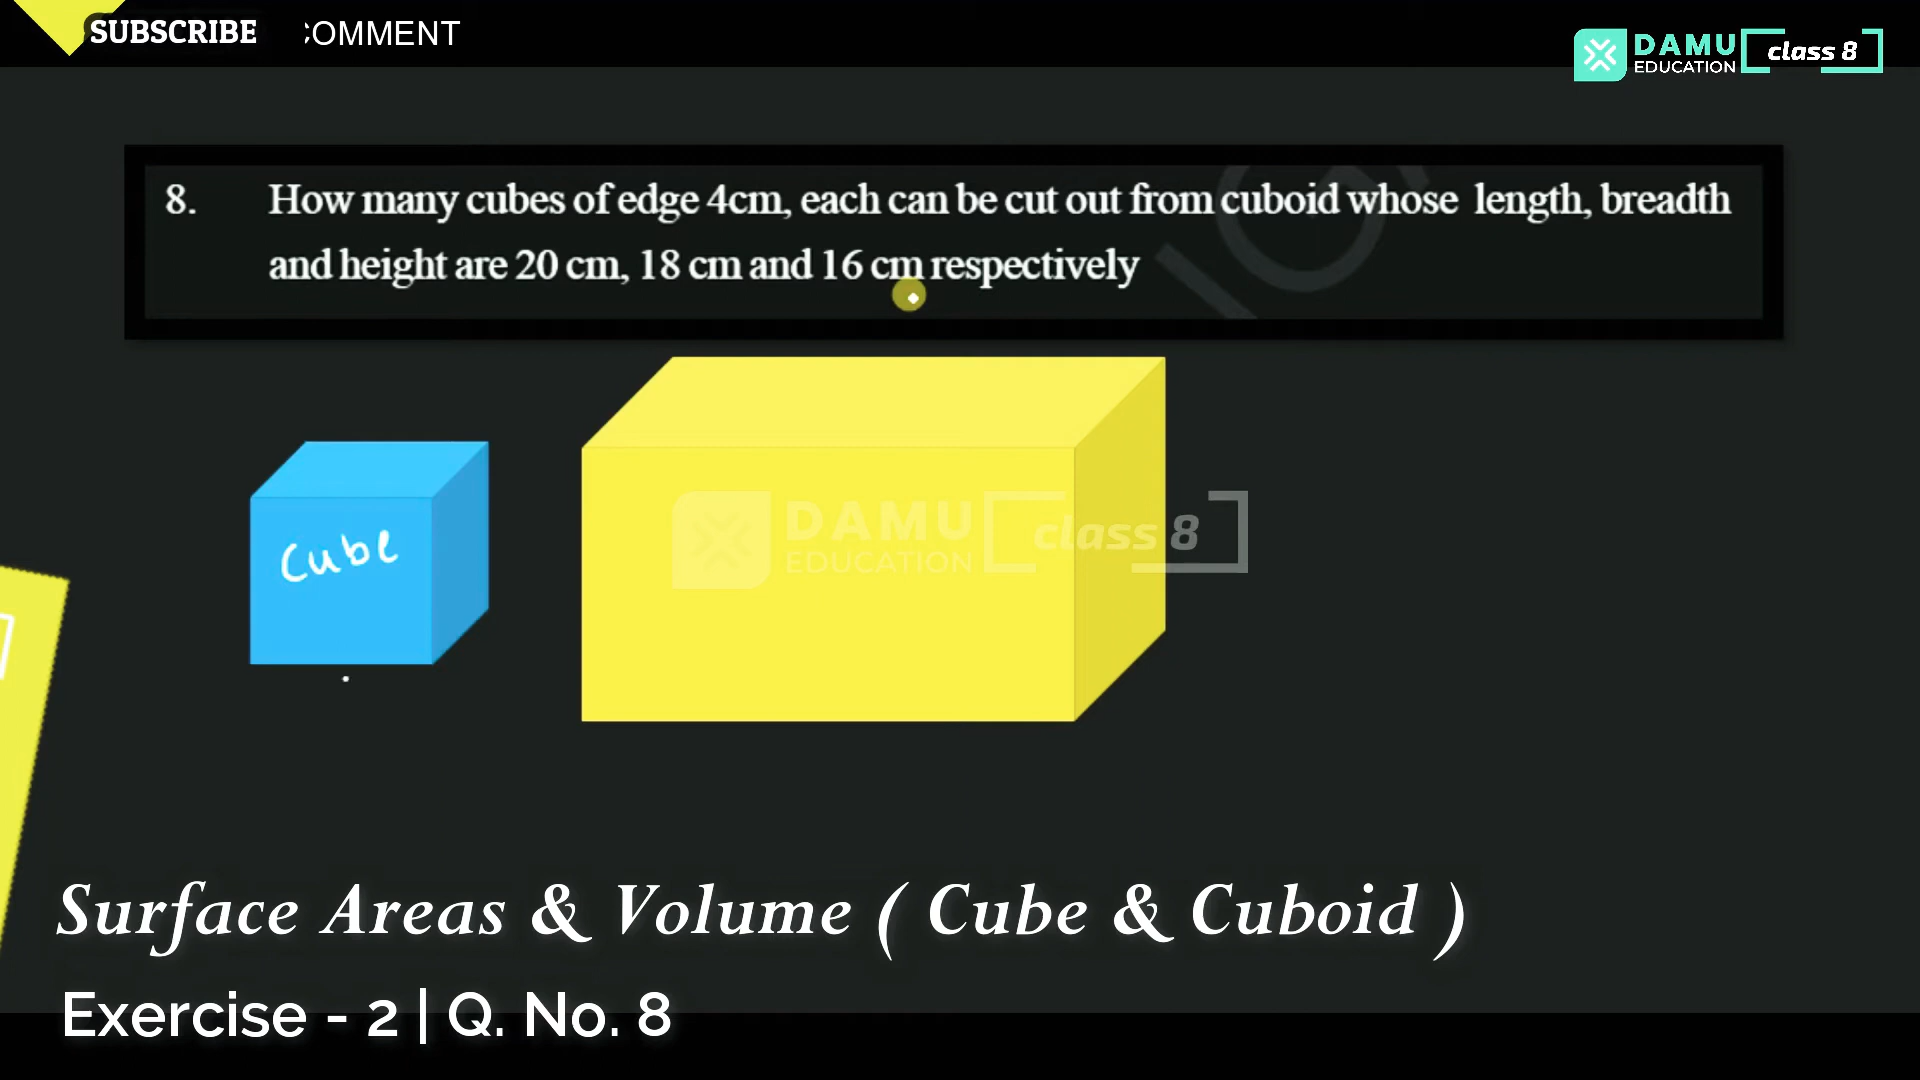 SUBSCRIBE
COMMENT
DAMU
EDUCATION
class 8
8. How many cubes of edge 4cm, each can be cut out from cuboid whose length, breadth
and height are 20 cm, 18 cm and 16 cm respectively
Cube
DAMU
EDUCATION
class 8
Surface Areas & Volume ( Cube & Cuboid )
Exercise - 2 | Q. No. 8